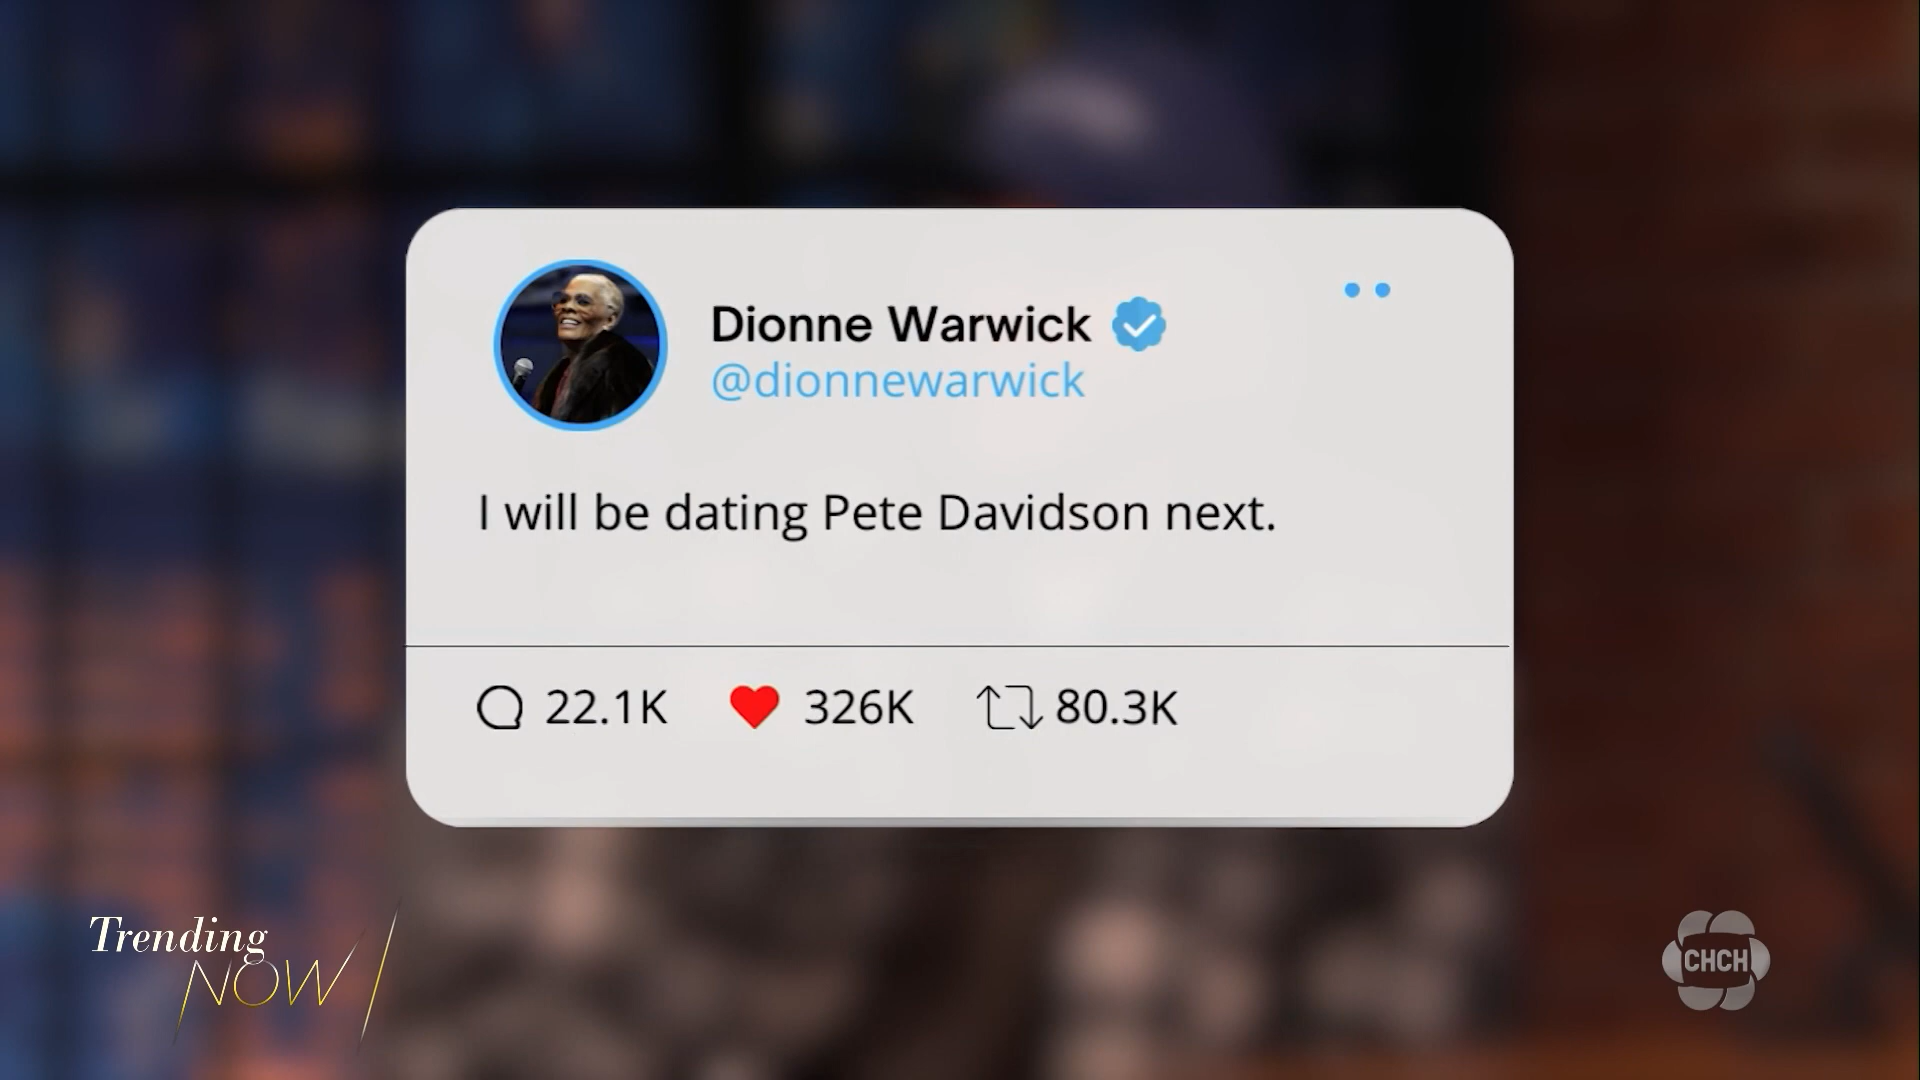 Dionne Warwick
@dionnewarwick
I will be dating Pete Davidson next.
22.1K 326K 80.3K
Trending
NOW
CHCH